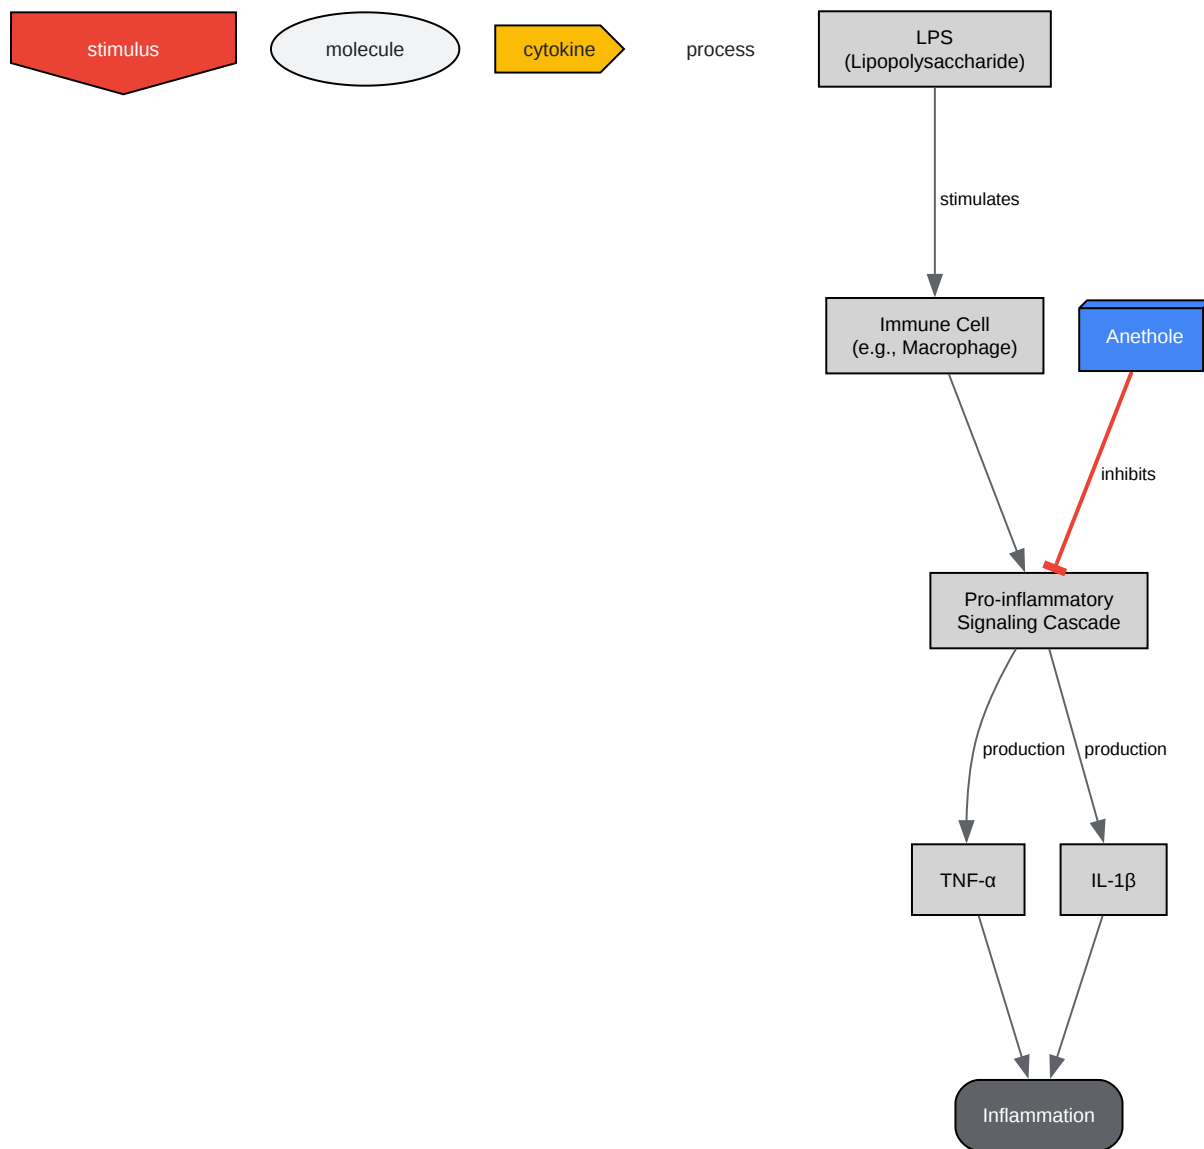 stimulus
molecule
cytokine
process
LPS
(Lipopolysaccharide)
stimulates
Immune Cell
(e.g., Macrophage)
Anethole
inhibits
Pro-inflammatory
Signaling Cascade
production
production
TNF-α
IL-1β
Inflammation